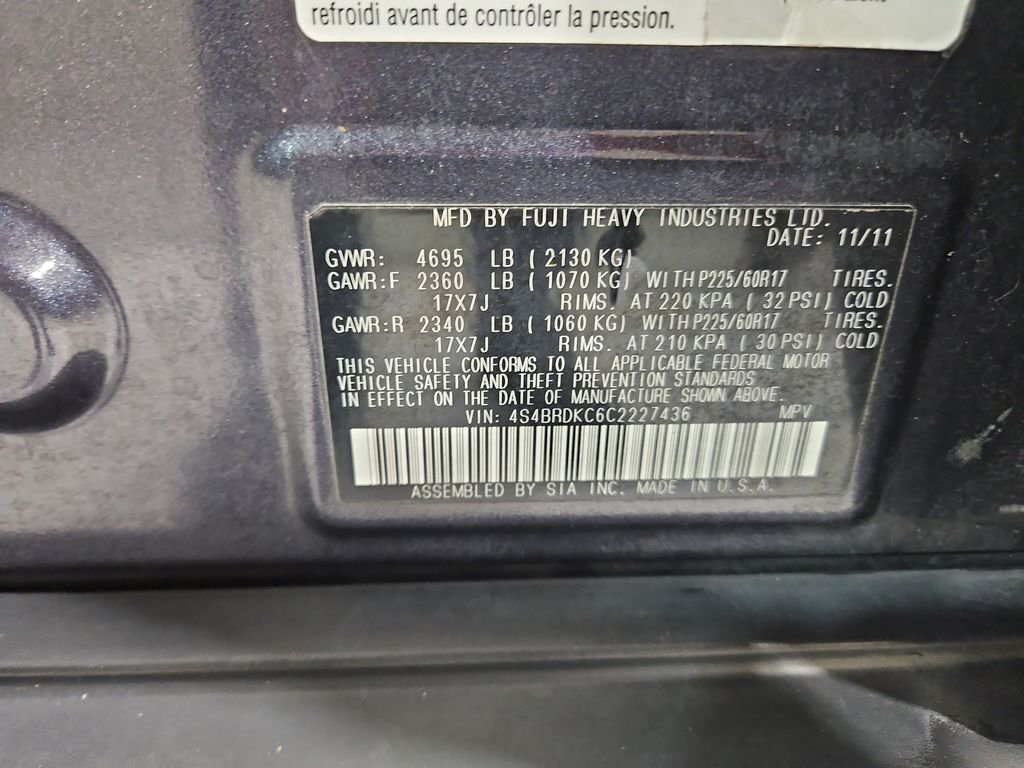 refroidi avant de contrôler la pression.
MFD BY FUJI HEAVY INDUSTRIES LTD.
DATE: 11/11
GVWR: 4695 LB ( 2130 KG)
GAWR:F 2360 LB ( 1070 KG) WITH P225/60R17 TIRES.
17X7J RIMS. AT 220 KPA ( 32 PSI) COLD
GAWR:R 2340 LB ( 1060 KG) WITH P225/60R17 TIRES.
17X7J RIMS. AT 210 KPA ( 30 PSI) COLD
THIS VEHICLE CONFORMS TO ALL APPLICABLE FEDERAL MOTOR
VEHICLE SAFETY AND THEFT PREVENTION STANDARDS
IN EFFECT ON THE DATE OF MANUFACTURE SHOWN ABOVE.
VIN: 4S4BRDKC6C2227436 MPV
ASSEMBLED BY SIA INC. MADE IN U.S.A.